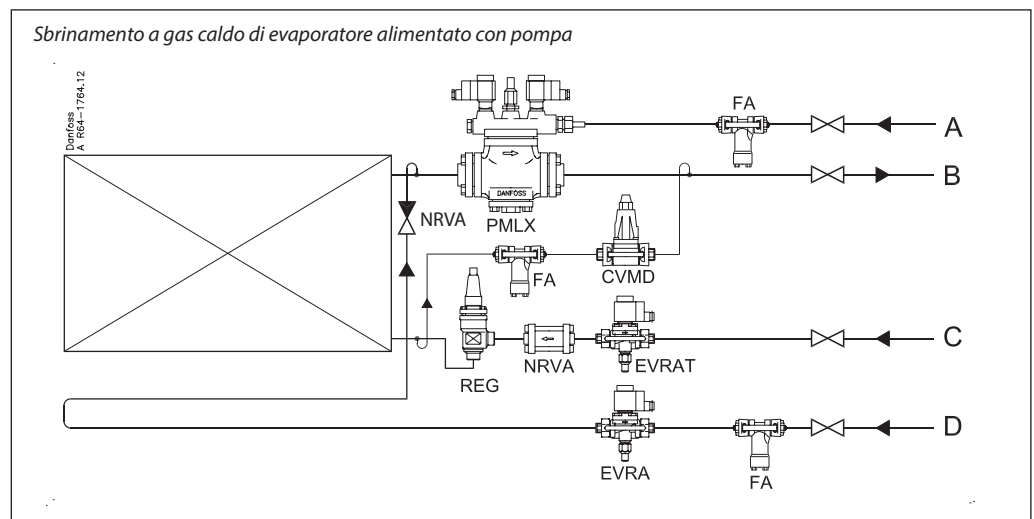 Sbrinamento a gas caldo di evaporatore alimentato con pompa
Danfoss
A R64-1764.12
FA
A
B
DANFOSS
NRVA
PMLX
FA
CVMD
C
REG
NRVA
EVRAT
D
EVRA
FA